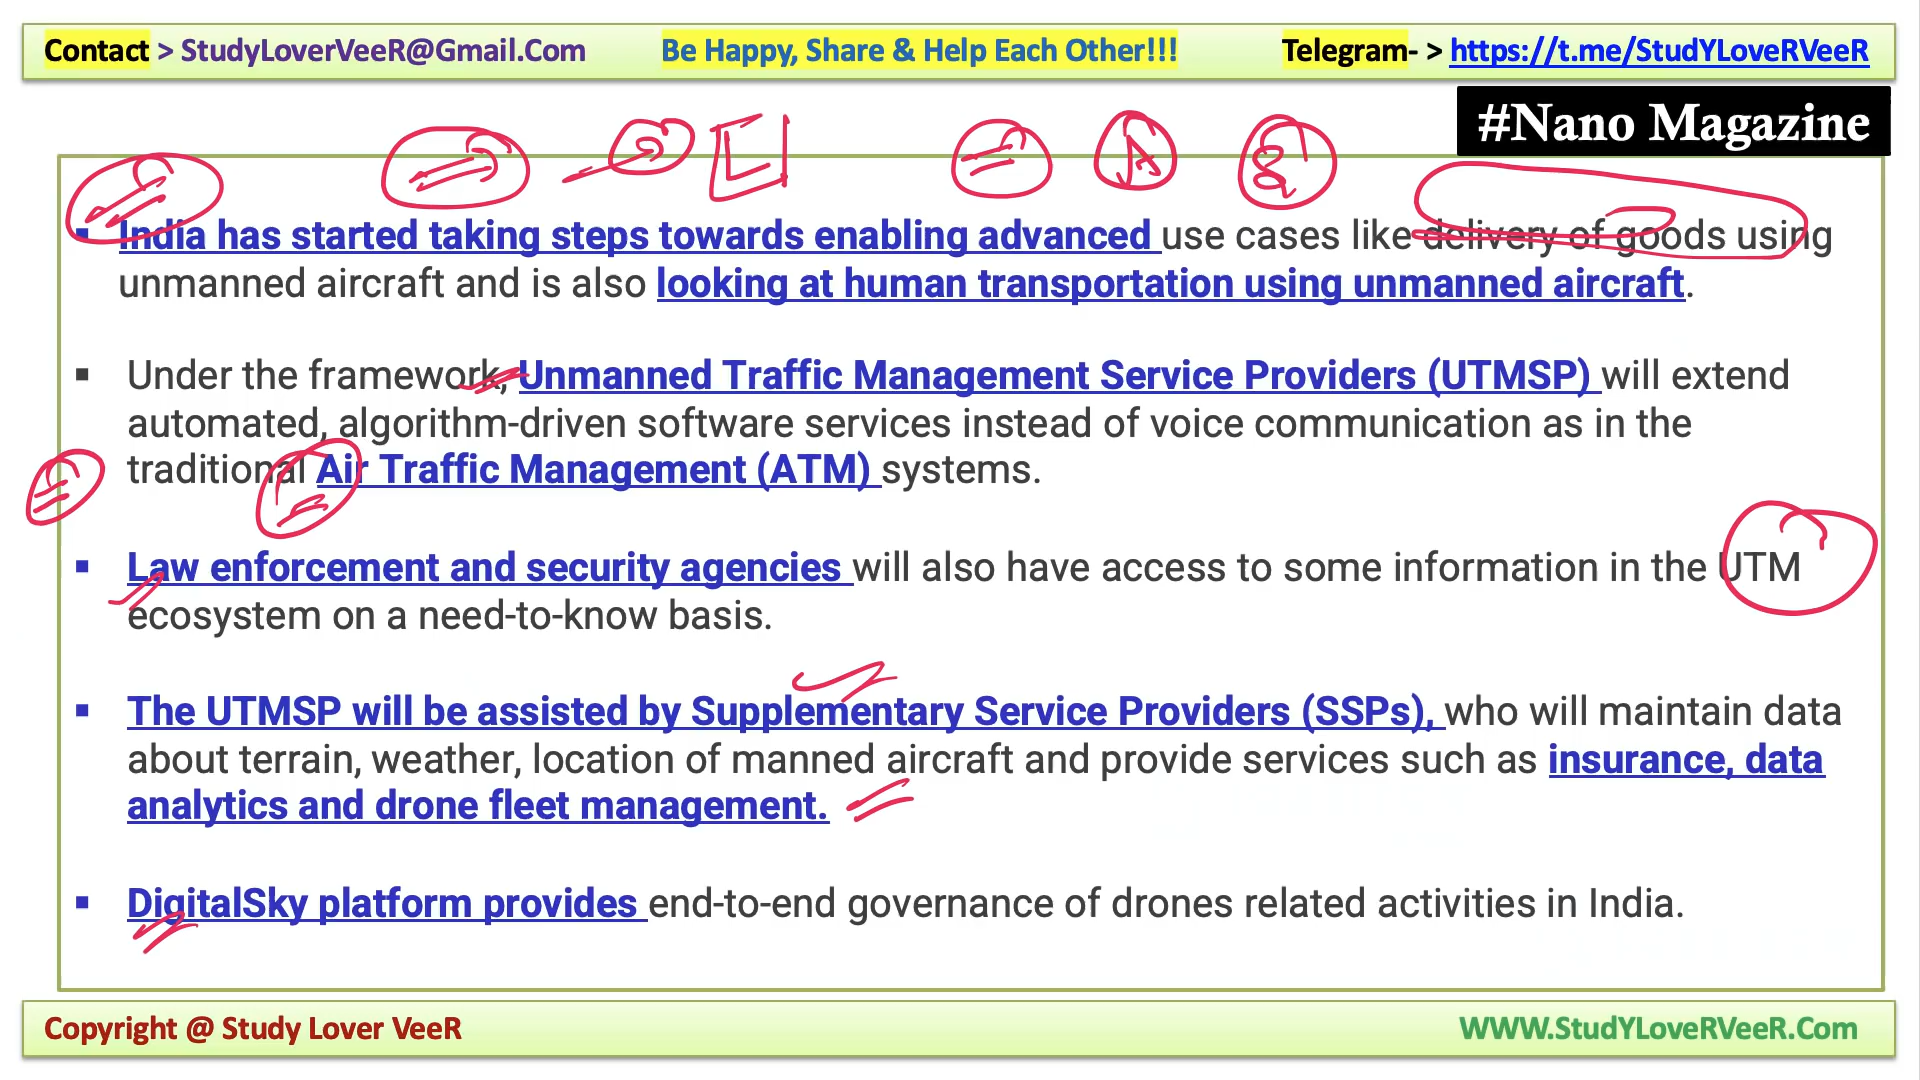 Contact > StudyLoverVeeR@Gmail.Com Be Happy, Share & Help Each Other!!! Telegram- > https://t.me/StudYLoveRVeeR
#Nano Magazine
▪ India has started taking steps towards enabling advanced use cases like delivery of goods using
unmanned aircraft and is also looking at human transportation using unmanned aircraft.
▪ Under the framework, Unmanned Traffic Management Service Providers (UTMSP) will extend
automated, algorithm-driven software services instead of voice communication as in the
traditional Air Traffic Management (ATM) systems.
▪ Law enforcement and security agencies will also have access to some information in the UTM
ecosystem on a need-to-know basis.
▪ The UTMSP will be assisted by Supplementary Service Providers (SSPs), who will maintain data
about terrain, weather, location of manned aircraft and provide services such as insurance, data
analytics and drone fleet management.
▪ DigitalSky platform provides end-to-end governance of drones related activities in India.
Copyright @ Study Lover VeeR WWW.StudYLoveRVeeR.Com